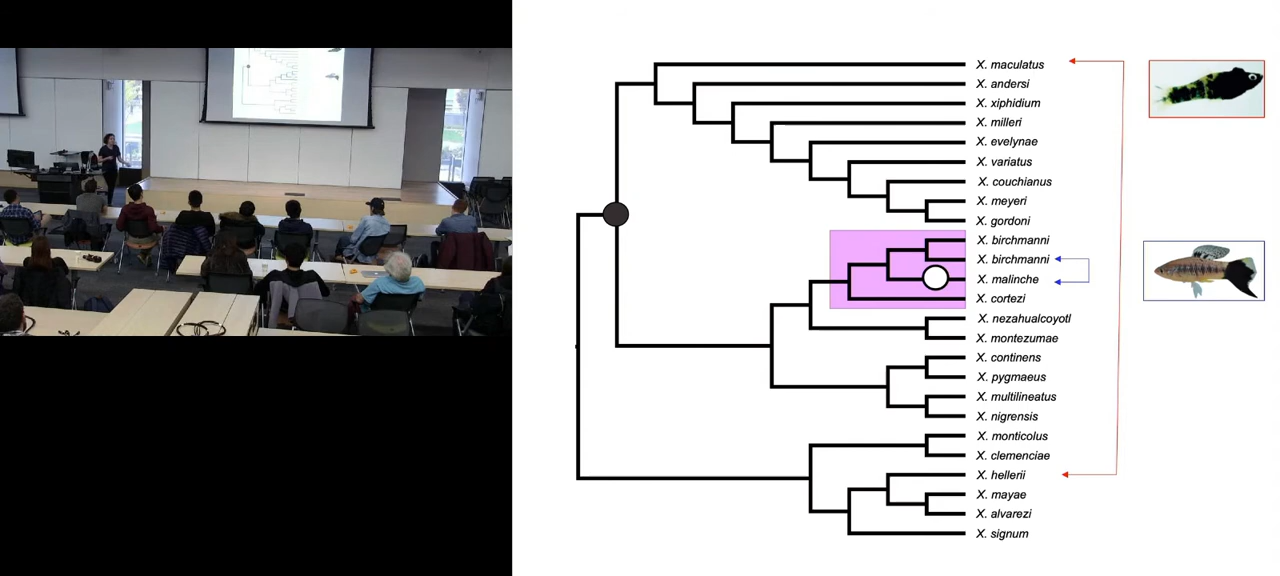 X. maculatus
X. andersi
X. xiphidium
X. milleri
X. evelynae
X. variatus
X. couchianus
X. meyeri
X. gordoni
X. birchmanni
X. birchmanni
X. malinche
X. cortezi
X. nezahualcoyotl
X. montezumae
X. continens
X. pygmaeus
X. multilineatus
X. nigrensis
X. monticolus
X. clemenciae
X. hellerii
X. mayae
X. alvarezi
X. signum